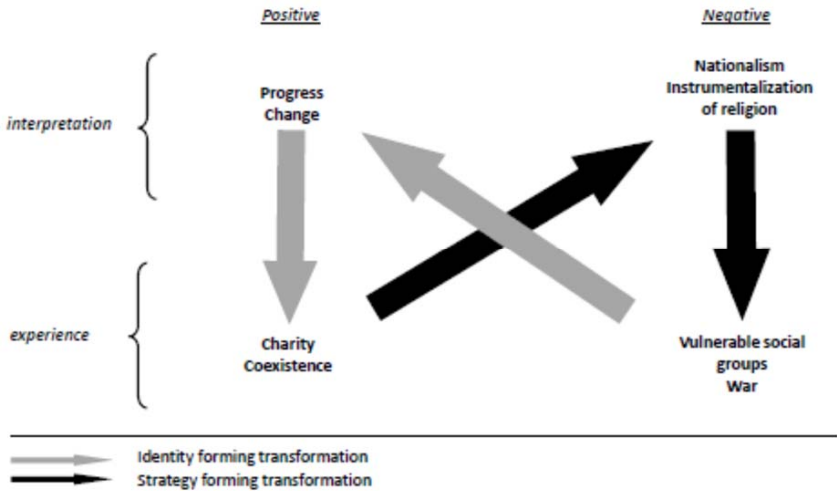 Positive
Negative
Nationalism
Instrumentalization
of religion
Progress
Change
interpretation
experience
Charity
Coexistence
Vulnerable social
groups
War
Identity forming transformation
Strategy forming transformation